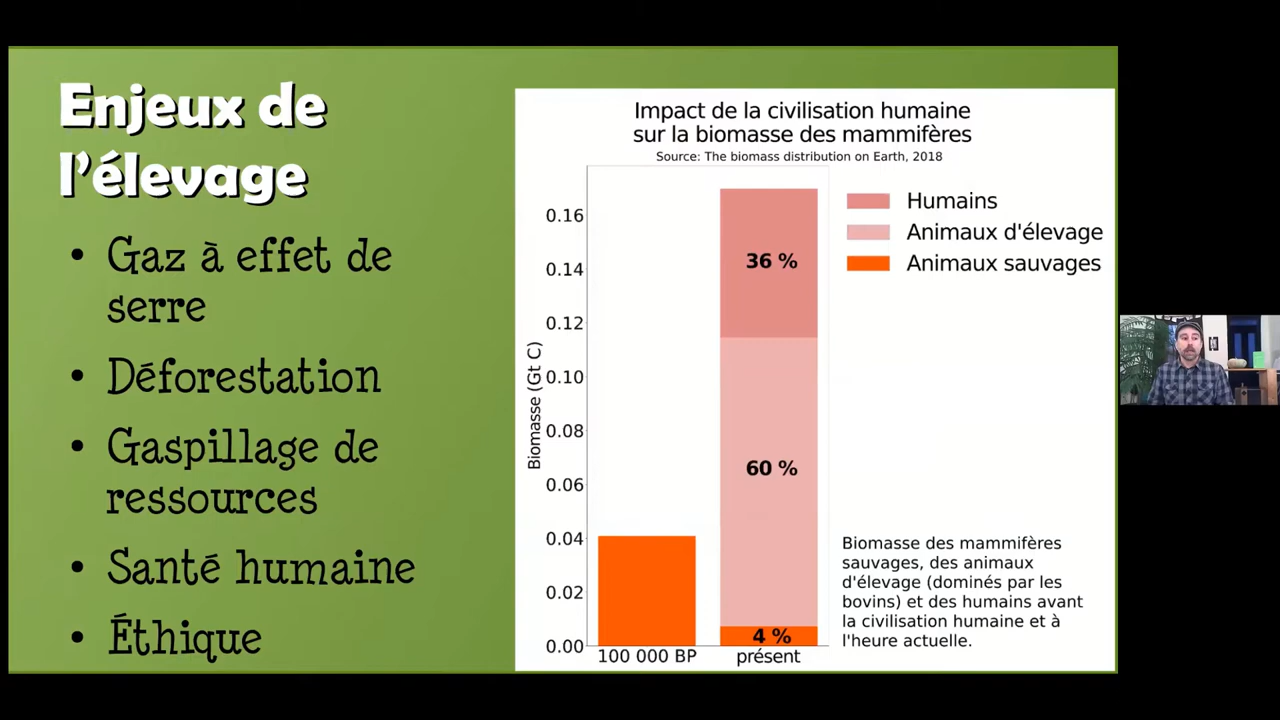 Enjeux de
l'élevage
• Gaz à effet de
serre
• Déforestation
• Gaspillage de
ressources
• Santé humaine
• Éthique
Impact de la civilisation humaine
sur la biomasse des mammifères
Source: The biomass distribution on Earth, 2018
Biomasse (Gt C)
0.16
0.14
0.12
0.10
0.08
0.06
0.04
0.02
0.00
36 %
60 %
4 %
100 000 BP
présent
Humains
Animaux d'élevage
Animaux sauvages
Biomasse des mammifères
sauvages, des animaux
d'élevage (dominés par les
bovins) et des humains avant
la civilisation humaine et à
l'heure actuelle.